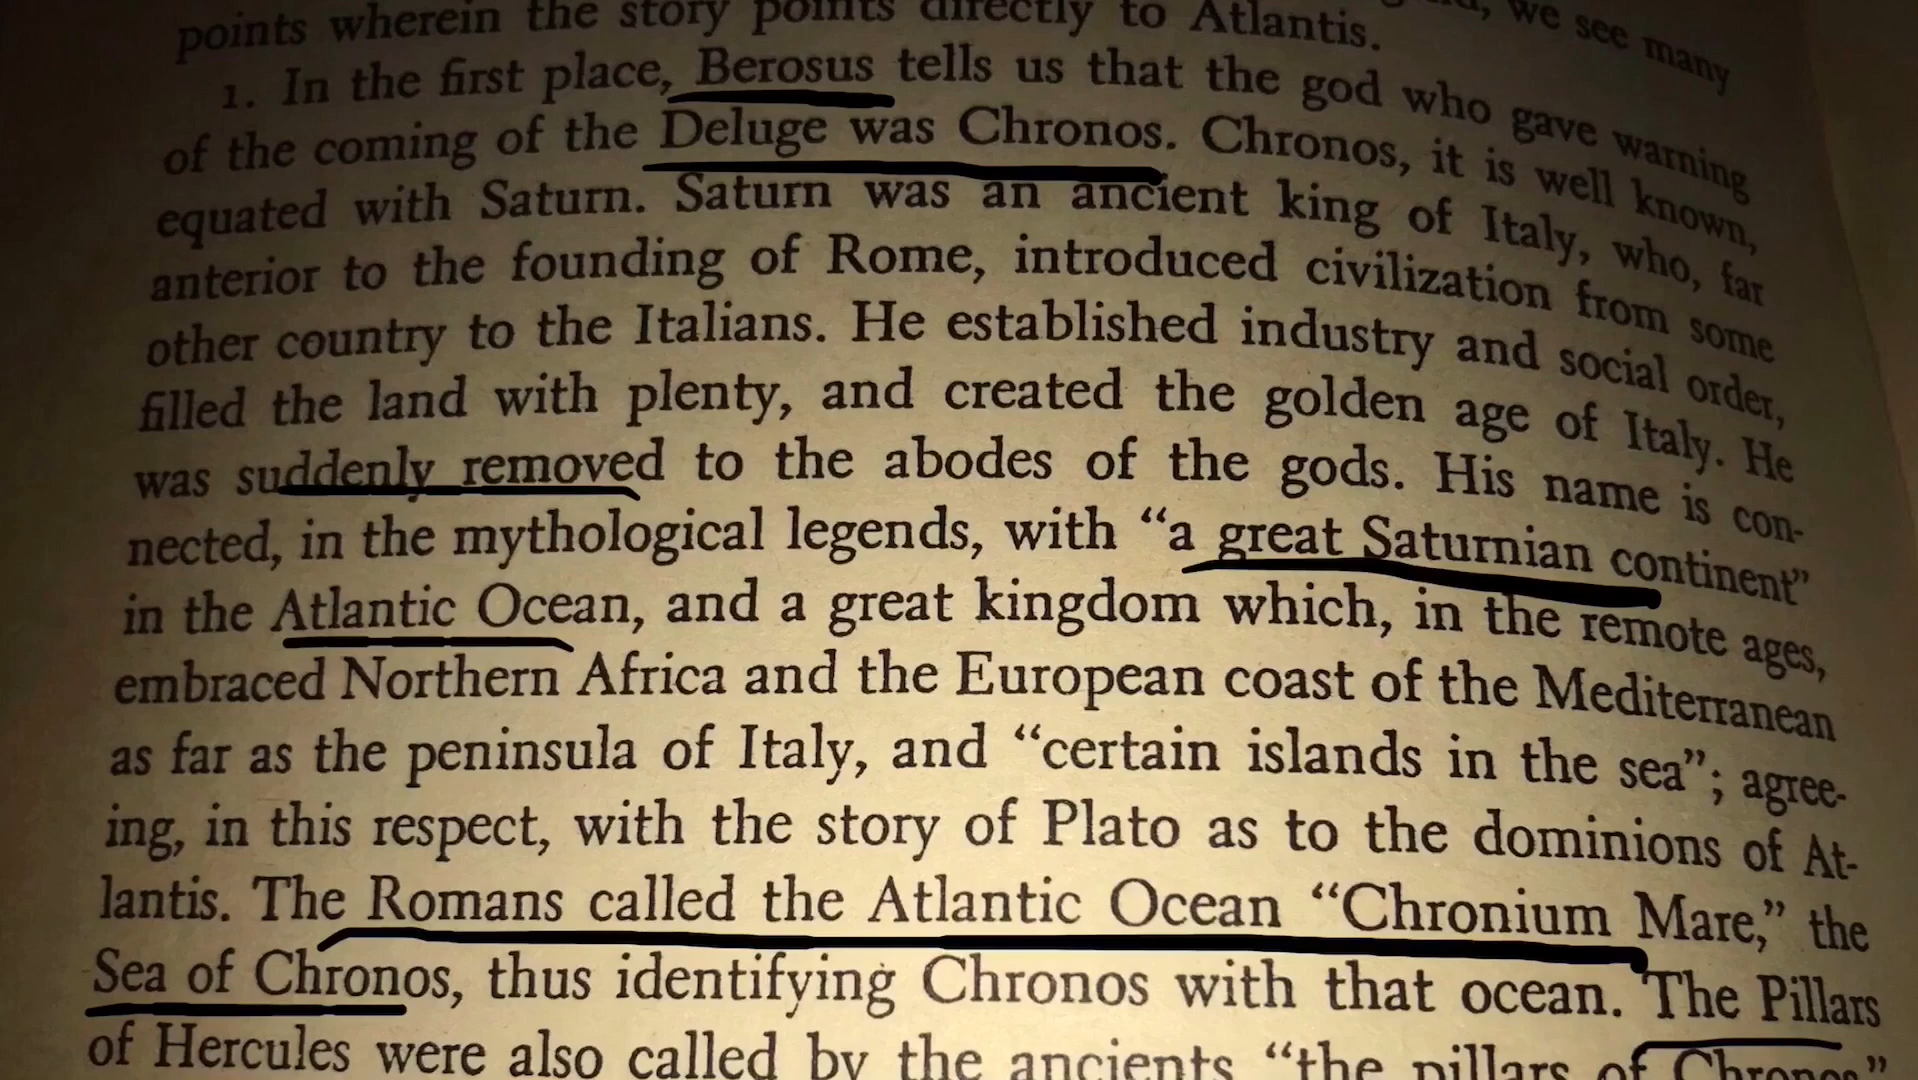 points wherein the story points directly to Atlantis. we see many
1. In the first place, Berosus tells us that the god who gave warning
of the coming of the Deluge was Chronos. Chronos, it is well known,
equated with Saturn. Saturn was an ancient king of Italy, who, far
anterior to the founding of Rome, introduced civilization from some
other country to the Italians. He established industry and social order,
filled the land with plenty, and created the golden age of Italy. He
was suddenly removed to the abodes of the gods. His name is con-
nected, in the mythological legends, with “a great Saturnian continent”
in the Atlantic Ocean, and a great kingdom which, in the remote ages,
embraced Northern Africa and the European coast of the Mediterranean
as far as the peninsula of Italy, and “certain islands in the sea”; agree-
ing, in this respect, with the story of Plato as to the dominions of At-
lantis. The Romans called the Atlantic Ocean “Chronium Mare,” the
Sea of Chronos, thus identifying Chronos with that ocean. The Pillars
of Hercules were also called by the ancients “the pillars of Chronos”